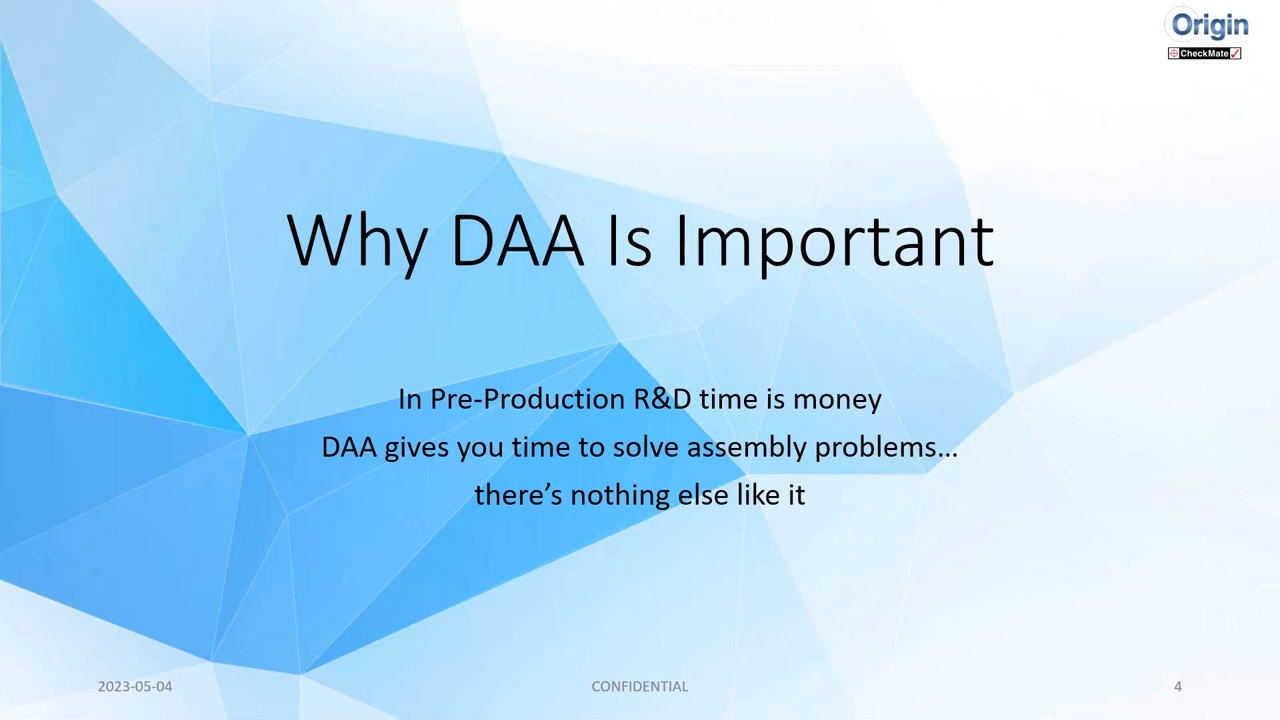 Origin
CheckMate
Why DAA Is Important
In Pre-Production R&D time is money
DAA gives you time to solve assembly problems...
there's nothing else like it
2023-05-04
CONFIDENTIAL
4